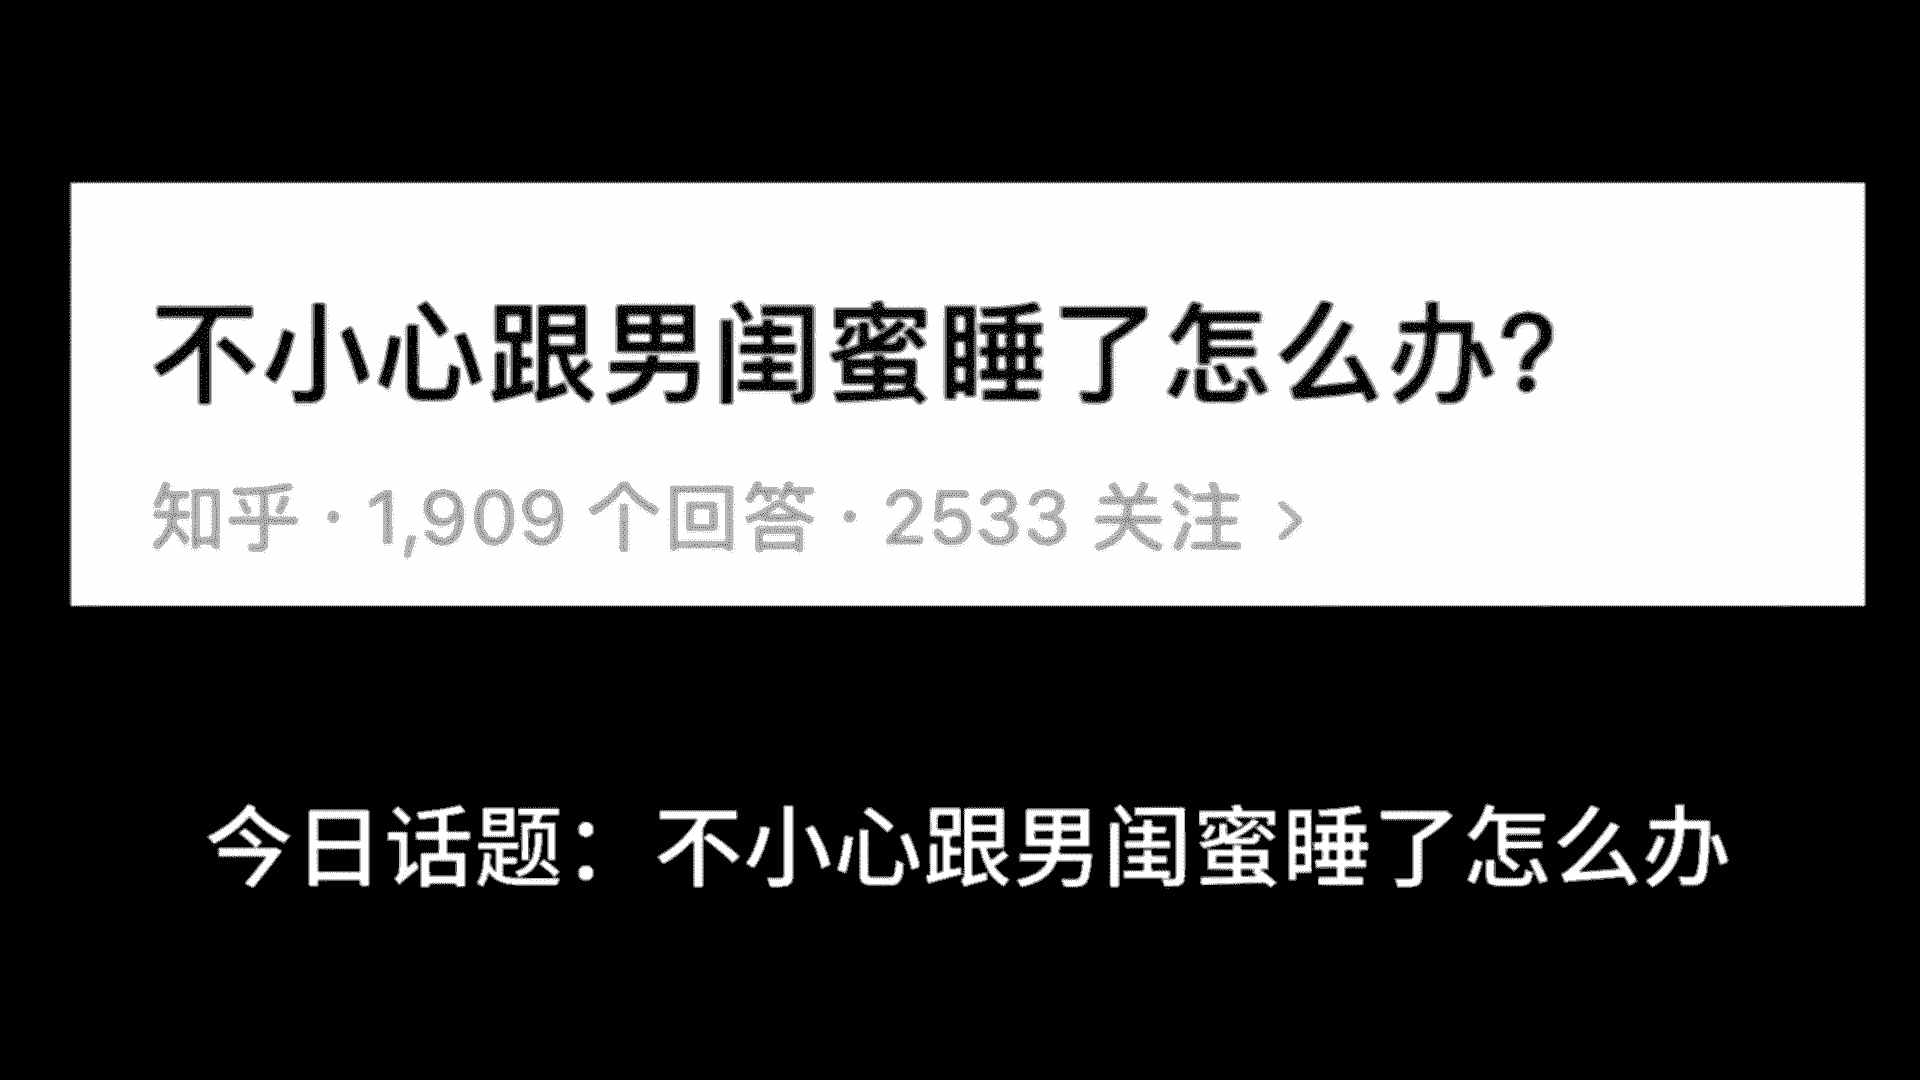 不小心跟男闺蜜睡了怎么办?
知乎 · 1,909 个回答 · 2533 关注 >
今日话题：不小心跟男闺蜜睡了怎么办